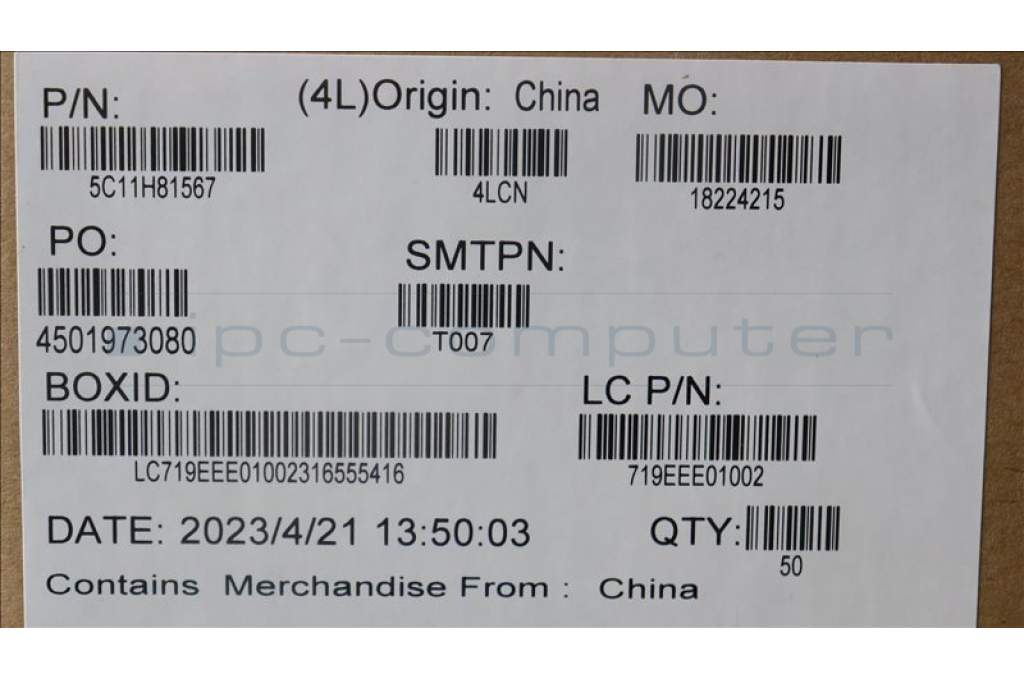 P/N: (4L)Origin: China MO:
5C11H81567 4LCN 18224215
PO: SMTPN:
4501973080 T007
ipc-computer
BOXID: LC P/N:
LC719EEE01002316555416 719EEE01002
DATE: 2023/4/21 13:50:03 QTY:
50
Contains Merchandise From : China